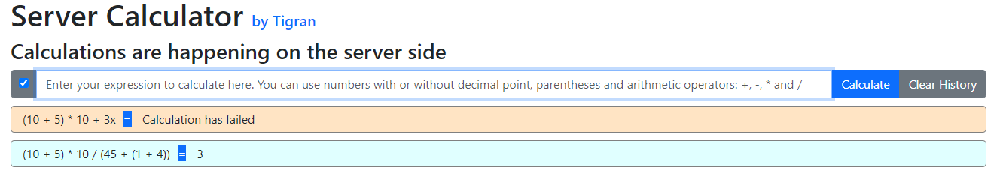 Server Calculator by Tigran
Calculations are happening on the server side
Enter your expression to calculate here. You can use numbers with or without decimal point, parentheses and arithmetic operators: +, -, * and / Calculate Clear History
(10 + 5) * 10 + 3x = Calculation has failed
(10 + 5) * 10 / (45 + (1 + 4)) = 3